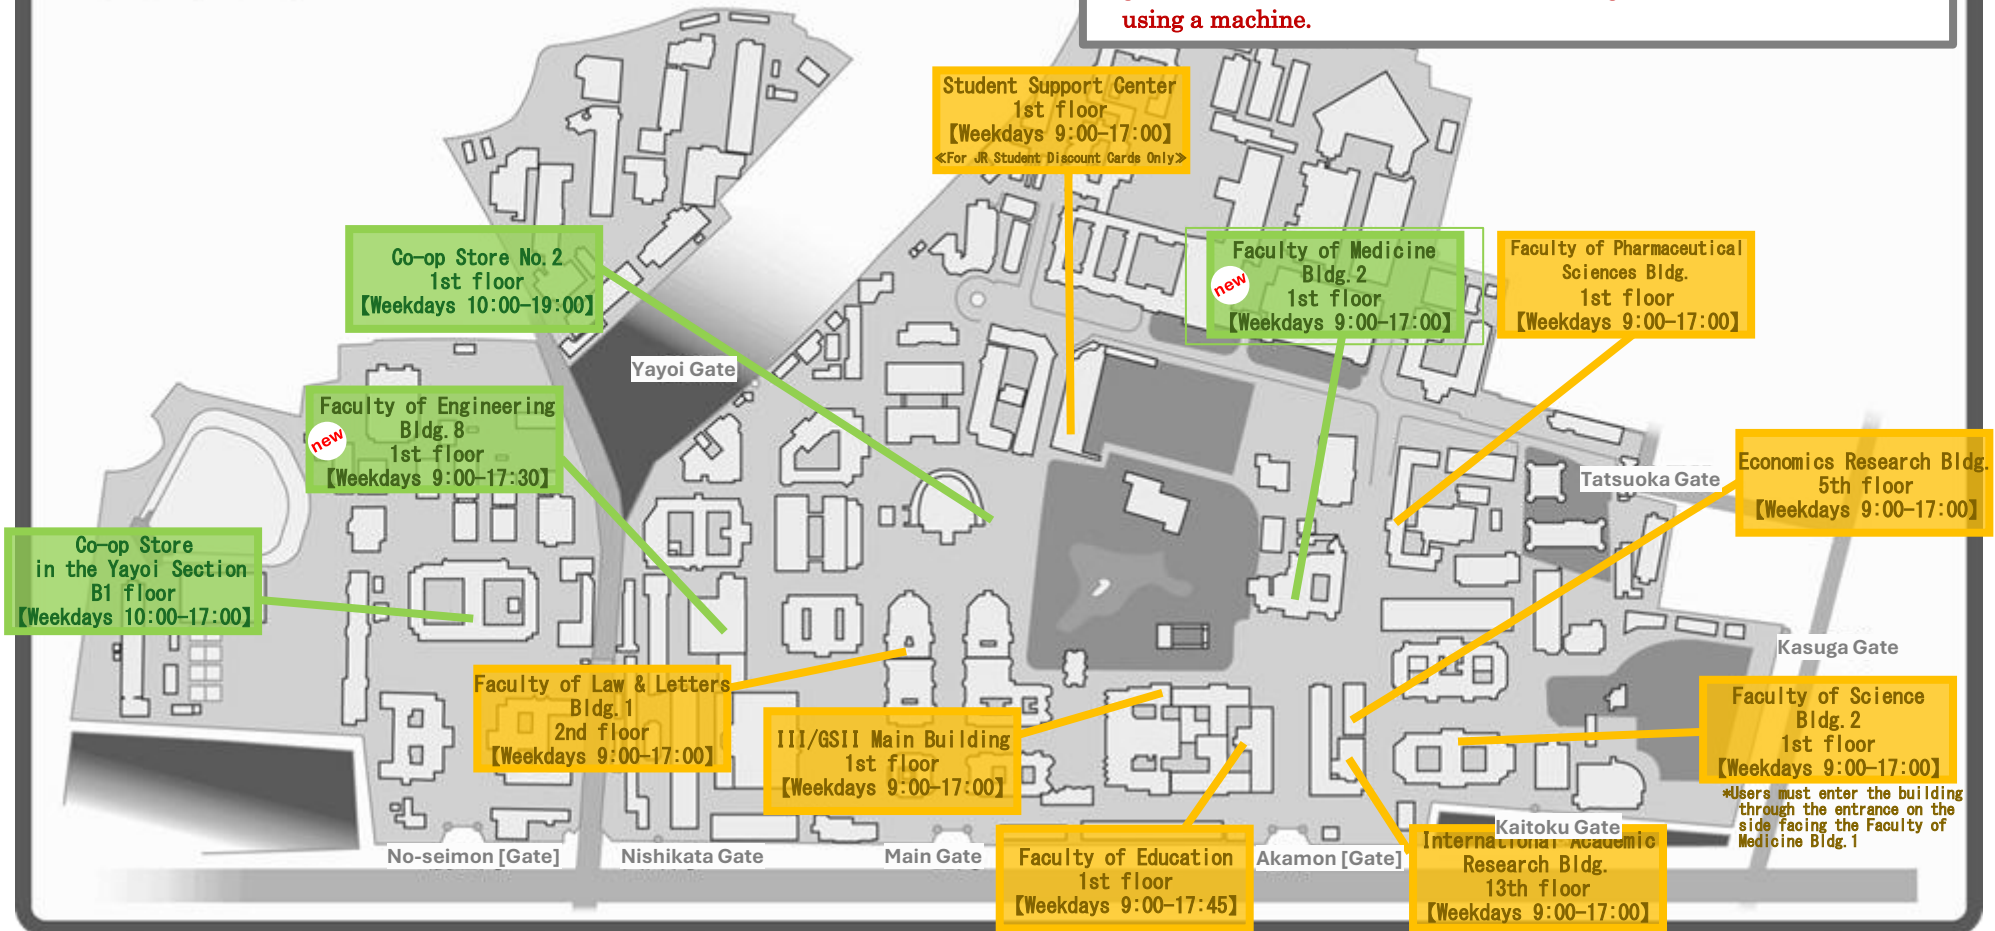 using a machine.
Student Support Center
1st floor
【Weekdays 9:00-17:00】
≪For JR Student Discount Cards Only≫
Co-op Store No.2
1st floor
【Weekdays 10:00-19:00】
new
Faculty of Medicine
Bldg.2
1st floor
【Weekdays 9:00-17:00】
Faculty of Pharmaceutical
Sciences Bldg.
1st floor
【Weekdays 9:00-17:00】
Yayoi Gate
new
Faculty of Engineering
Bldg.8
1st floor
【Weekdays 9:00-17:30】
Tatsuoka Gate
Economics Research Bldg.
5th floor
【Weekdays 9:00-17:00】
Co-op Store
in the Yayoi Section
B1 floor
【Weekdays 10:00-17:00】
Kasuga Gate
Faculty of Law & Letters
Bldg.1
2nd floor
【Weekdays 9:00-17:00】
III/GSII Main Building
1st floor
【Weekdays 9:00-17:00】
Faculty of Science
Bldg.2
1st floor
【Weekdays 9:00-17:00】
*Users must enter the building
through the entrance on the
side facing the Faculty of
Medicine Bldg.1
No-seimon [Gate]
Nishikata Gate
Main Gate
Faculty of Education
1st floor
【Weekdays 9:00-17:45】
Akamon [Gate]
Kaitoku Gate
International Academic
Research Bldg.
13th floor
【Weekdays 9:00-17:00】